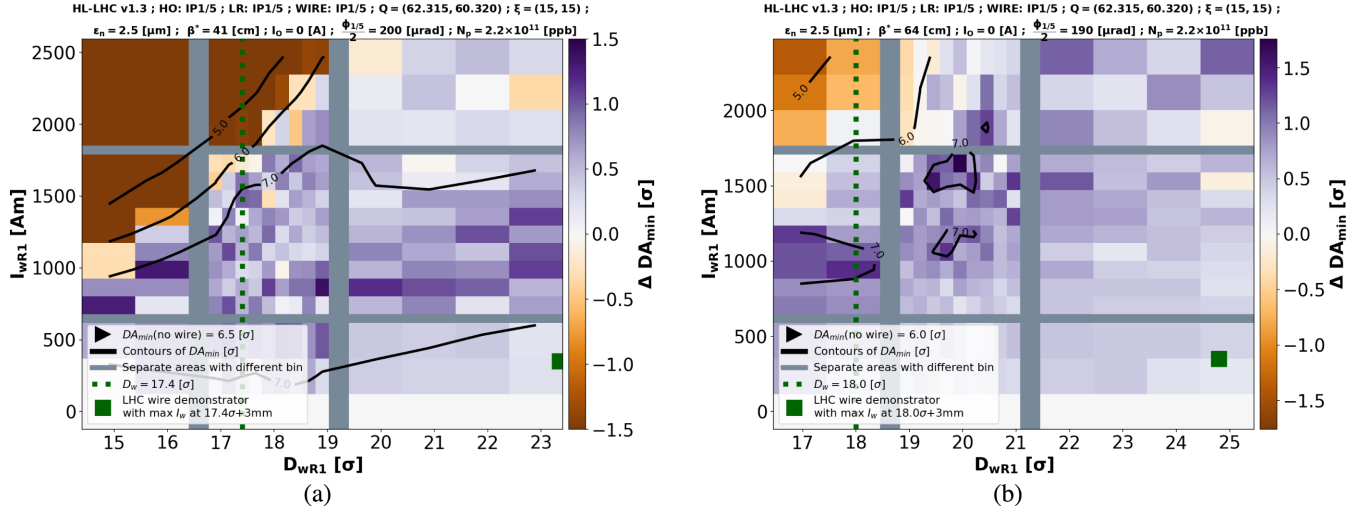 HL-LHC v1.3 ; HO: IP1/5 ; LR: IP1/5 ; WIRE: IP1/5 ; Q = (62.315, 60.320) ; ξ = (15, 15) ;
εn = 2.5 [μm] ; β* = 41 [cm] ; IO = 0 [A] ; ϕ1/5/2 = 200 [μrad] ; Np = 2.2×10^11 [ppb]
2500
2000
1500
1000
500
0
IwR1 [Am]
5.0
6.0
7.0
7.0
7.0
DAmin(no wire) = 6.5 [σ]
Contours of DAmin [σ]
Separate areas with different bin
Dw = 17.4 [σ]
LHC wire demonstrator
with max Iw at 17.4σ+3mm
15 16 17 18 19 20 21 22 23
DwR1 [σ]
1.5
1.0
0.5
0.0
−0.5
−1.0
−1.5
Δ DAmin [σ]
(a)
HL-LHC v1.3 ; HO: IP1/5 ; LR: IP1/5 ; WIRE: IP1/5 ; Q = (62.315, 60.320) ; ξ = (15, 15) ;
εn = 2.5 [μm] ; β* = 64 [cm] ; IO = 0 [A] ; ϕ1/5/2 = 190 [μrad] ; Np = 2.2×10^11 [ppb]
2500
2000
1500
1000
500
0
IwR1 [Am]
5.0
6.0
7.0
7.0
7.0
DAmin(no wire) = 6.0 [σ]
Contours of DAmin [σ]
Separate areas with different bin
Dw = 18.0 [σ]
LHC wire demonstrator
with max Iw at 18.0σ+3mm
17 18 19 20 21 22 23 24 25
DwR1 [σ]
1.5
1.0
0.5
0.0
−0.5
−1.0
−1.5
Δ DAmin [σ]
(b)